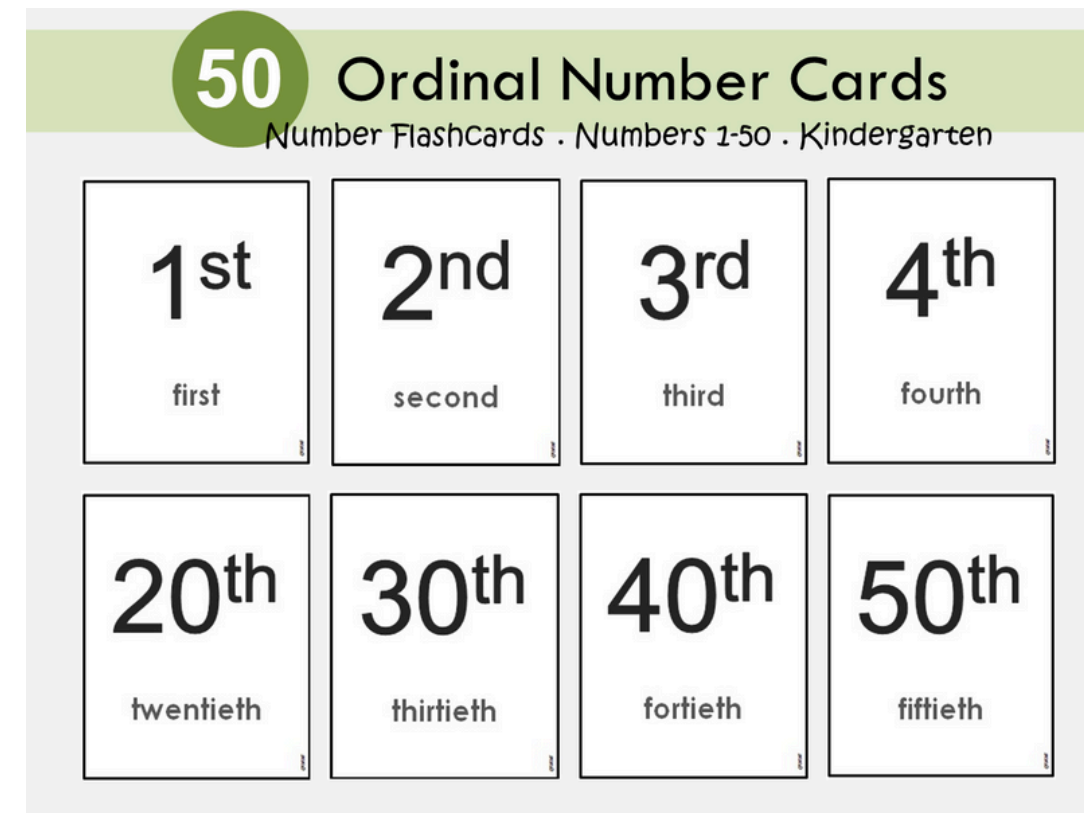 50 Ordinal Number Cards
Number Flashcards . Numbers 1-50 . Kindergarten
1st 2nd 3rd 4th
first second third fourth
20th 30th 40th 50th
twentieth thirtieth fortieth fiftieth